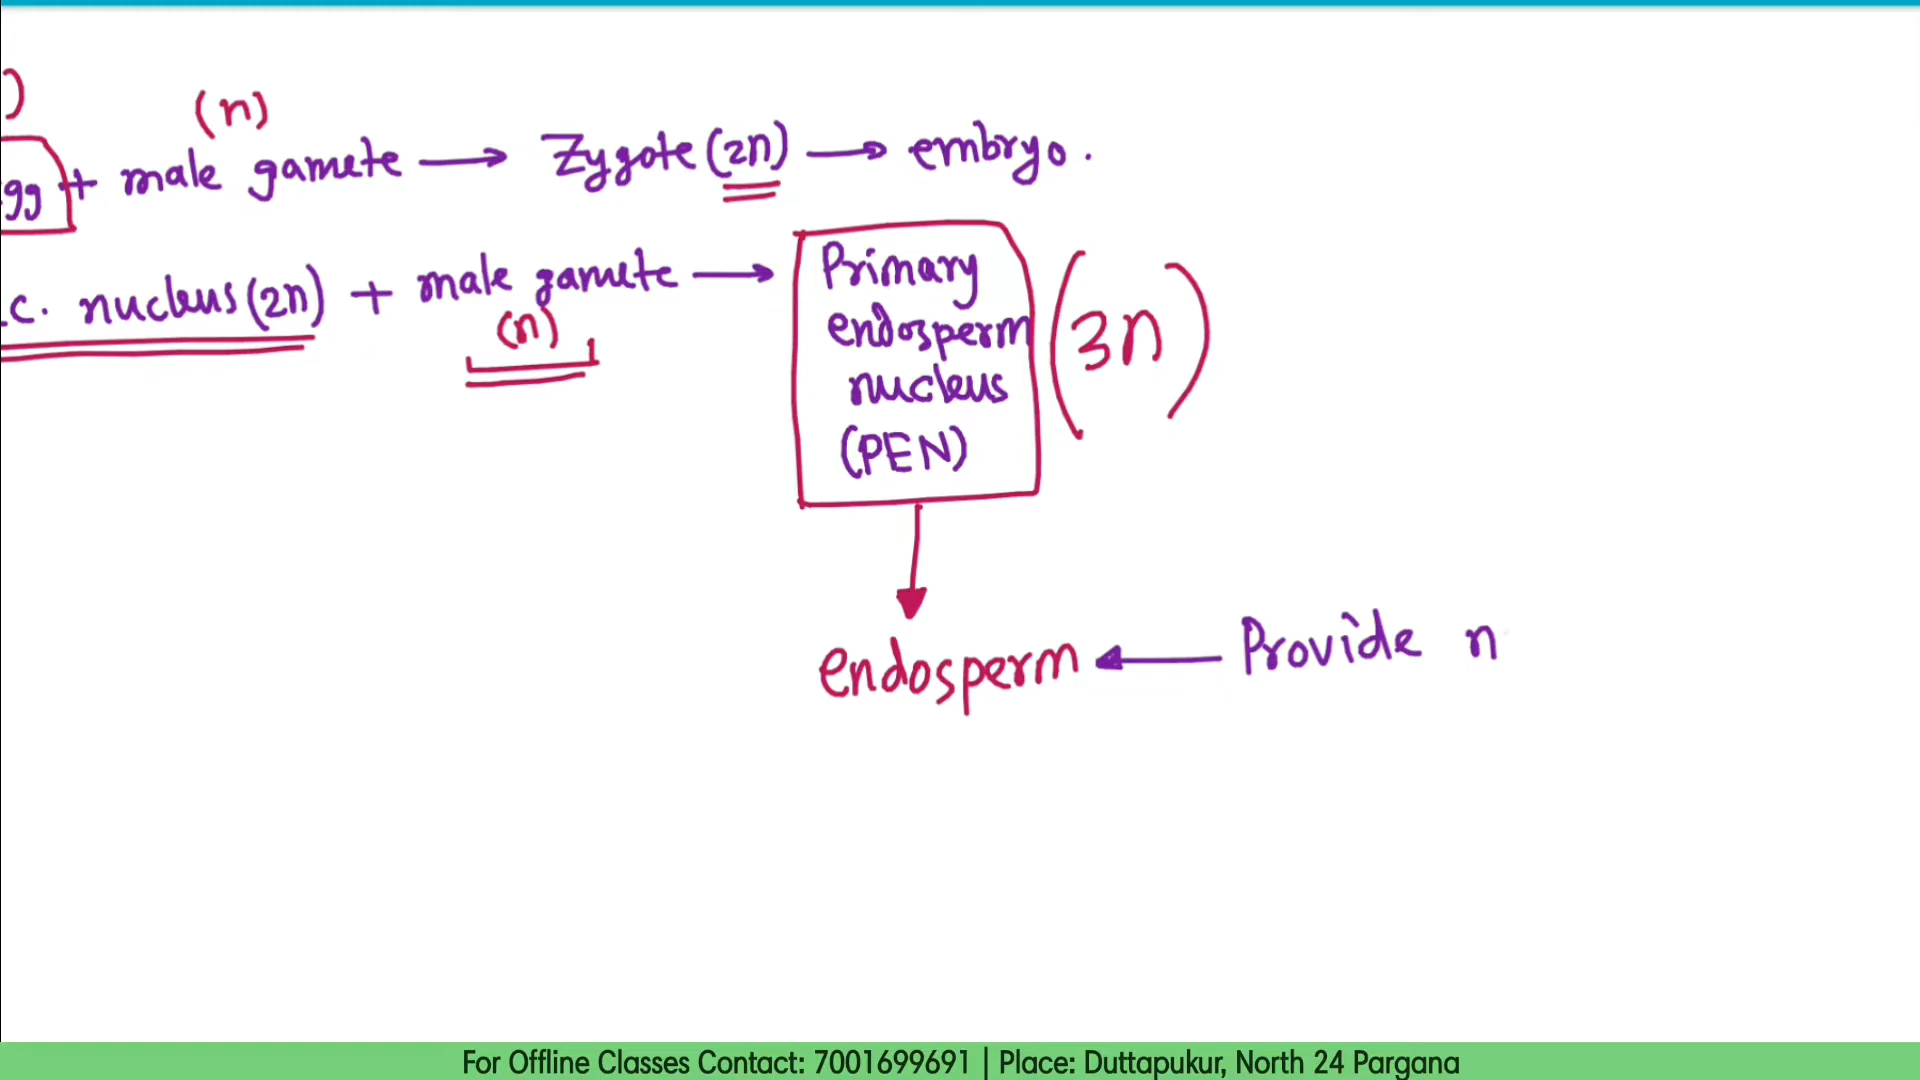 )
(n)
gg + male gamete → Zygote (2n) → embryo.
.c. nucleus (2n) + male gamete →
(n)
Primary
endosperm
nucleus
(PEN)
(3n)
endosperm ← Provide n
For Offline Classes Contact: 7001699691 | Place: Duttapukur, North 24 Pargana